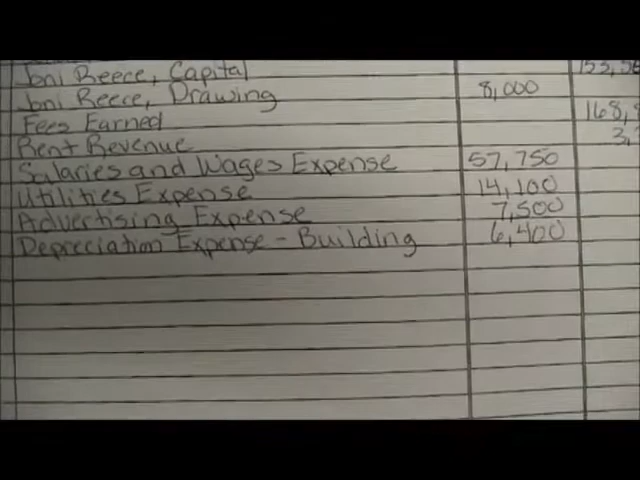 Joni Reece, Capital
Joni Reece, Drawing 8,000
Fees Earned
Rent Revenue
Salaries and Wages Expense 57,750
Utilities Expense 14,100
Advertising Expense 7,500
Depreciation Expense - Building 6,400